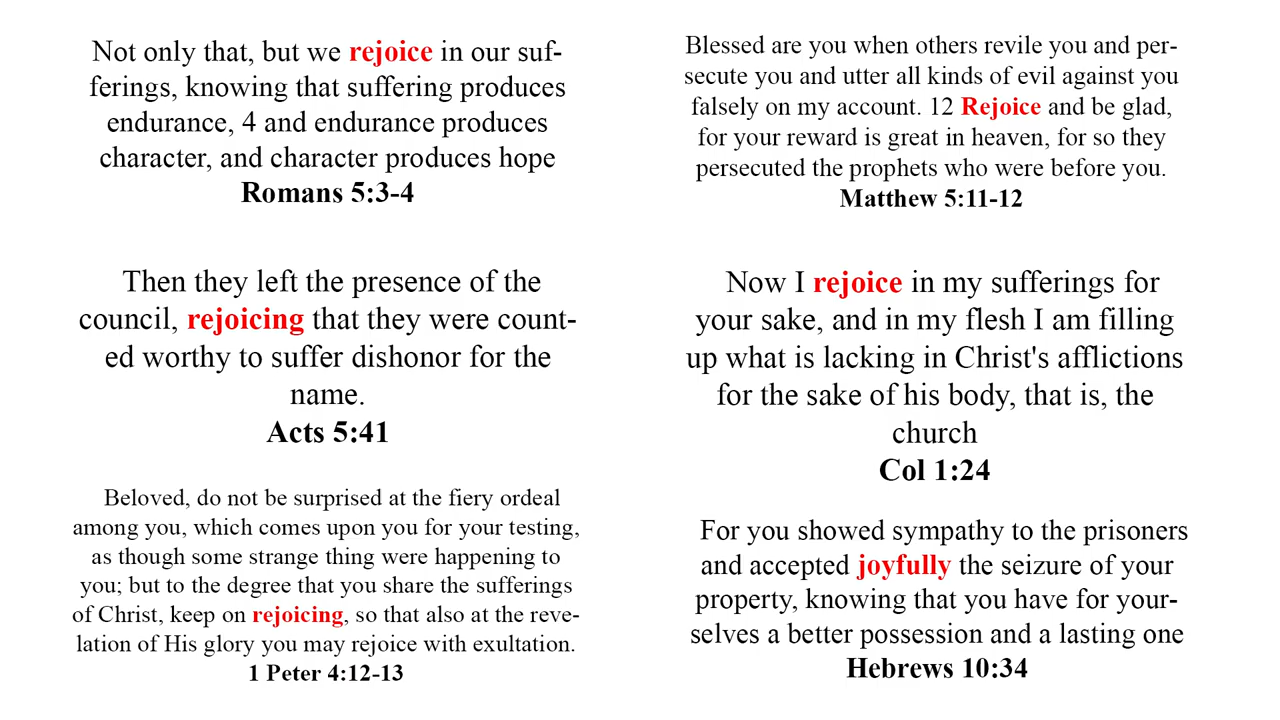 Not only that, but we rejoice in our suf-
ferings, knowing that suffering produces
endurance, 4 and endurance produces
character, and character produces hope
Romans 5:3-4
Blessed are you when others revile you and per-
secute you and utter all kinds of evil against you
falsely on my account. 12 Rejoice and be glad,
for your reward is great in heaven, for so they
persecuted the prophets who were before you.
Matthew 5:11-12
Then they left the presence of the
council, rejoicing that they were count-
ed worthy to suffer dishonor for the
name.
Acts 5:41
Now I rejoice in my sufferings for
your sake, and in my flesh I am filling
up what is lacking in Christ's afflictions
for the sake of his body, that is, the
church
Col 1:24
Beloved, do not be surprised at the fiery ordeal
among you, which comes upon you for your testing,
as though some strange thing were happening to
you; but to the degree that you share the sufferings
of Christ, keep on rejoicing, so that also at the reve-
lation of His glory you may rejoice with exultation.
1 Peter 4:12-13
For you showed sympathy to the prisoners
and accepted joyfully the seizure of your
property, knowing that you have for your-
selves a better possession and a lasting one
Hebrews 10:34